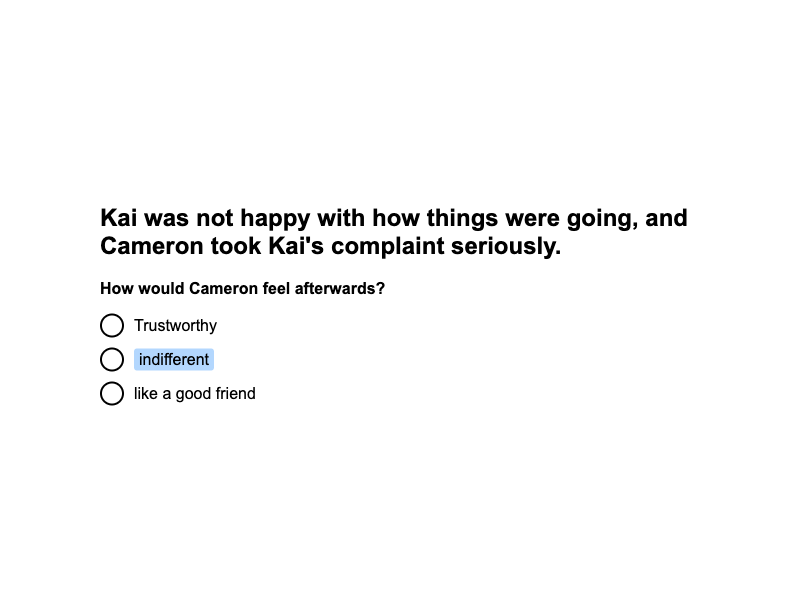 Kai was not happy with how things were going, and
Cameron took Kai's complaint seriously.
How would Cameron feel afterwards?
Trustworthy
indifferent
like a good friend